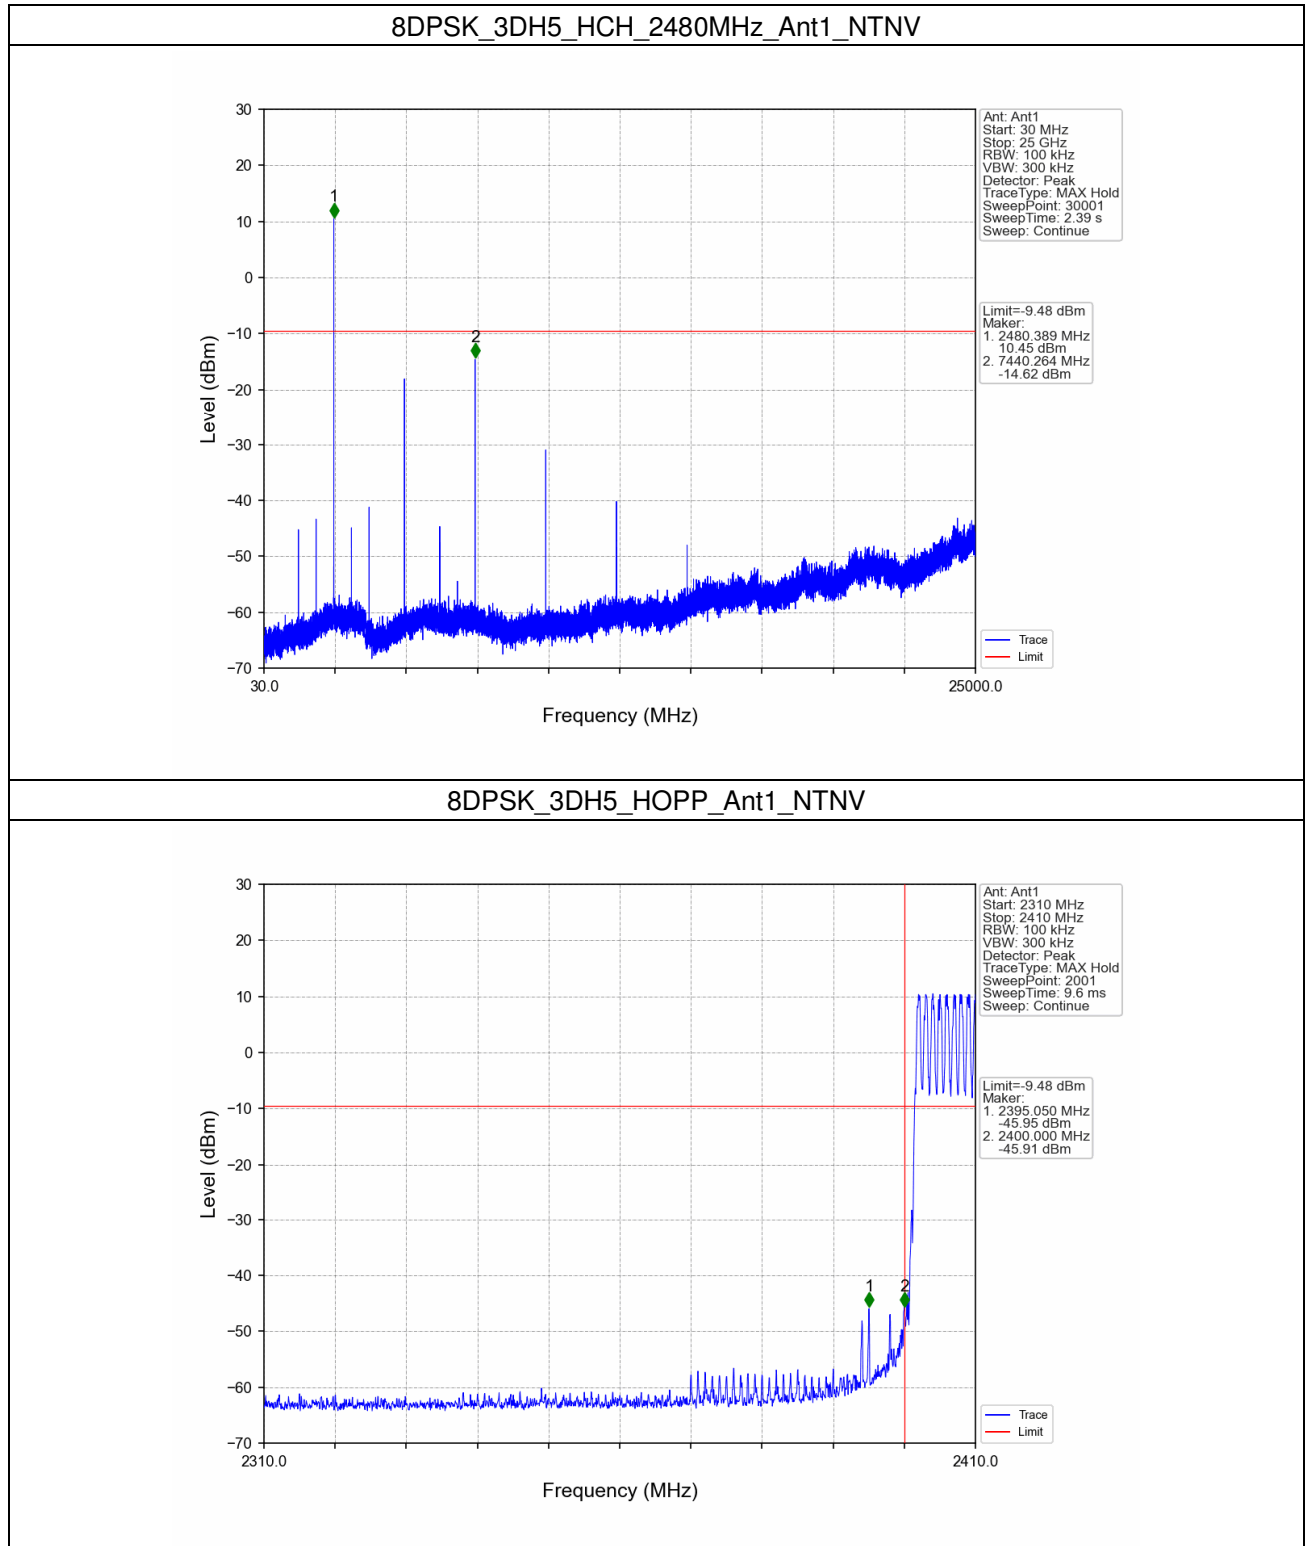 8DPSK_3DH5_HCH_2480MHz_Ant1_NTNV
30
20
10
0
−10
−20
−30
−40
−50
−60
−70
Level (dBm)
1
2
30.0
25000.0
Frequency (MHz)
Ant: Ant1
Start: 30 MHz
Stop: 25 GHz
RBW: 100 kHz
VBW: 300 kHz
Detector: Peak
TraceType: MAX Hold
SweepPoint: 30001
SweepTime: 2.39 s
Sweep: Continue
Limit=-9.48 dBm
Maker:
1. 2480.389 MHz
10.45 dBm
2. 7440.264 MHz
-14.62 dBm
Trace
Limit
8DPSK_3DH5_HOPP_Ant1_NTNV
30
20
10
0
−10
−20
−30
−40
−50
−60
−70
Level (dBm)
1
2
2310.0
2410.0
Frequency (MHz)
Ant: Ant1
Start: 2310 MHz
Stop: 2410 MHz
RBW: 100 kHz
VBW: 300 kHz
Detector: Peak
TraceType: MAX Hold
SweepPoint: 2001
SweepTime: 9.6 ms
Sweep: Continue
Limit=-9.48 dBm
Maker:
1. 2395.050 MHz
-45.95 dBm
2. 2400.000 MHz
-45.91 dBm
Trace
Limit